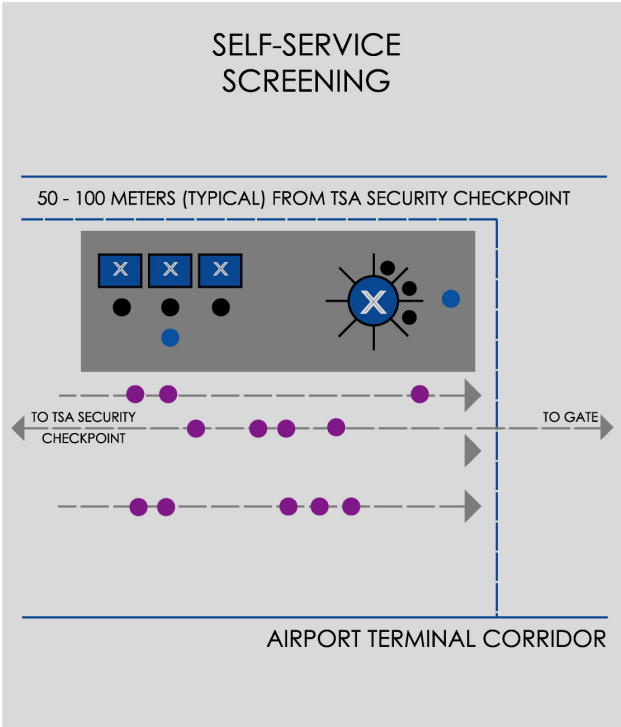 SELF-SERVICE
SCREENING
50 - 100 METERS (TYPICAL) FROM TSA SECURITY CHECKPOINT
X X X
X
TO TSA SECURITY
CHECKPOINT
TO GATE
AIRPORT TERMINAL CORRIDOR